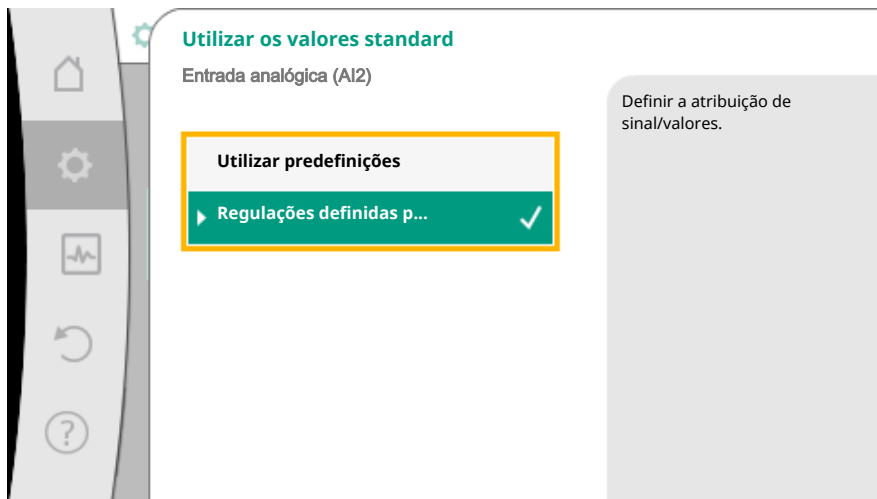 Utilizar os valores standard
Entrada analógica (AI2)
Utilizar predefinições
Regulações definidas p...
Definir a atribuição de
sinal/valores.
?